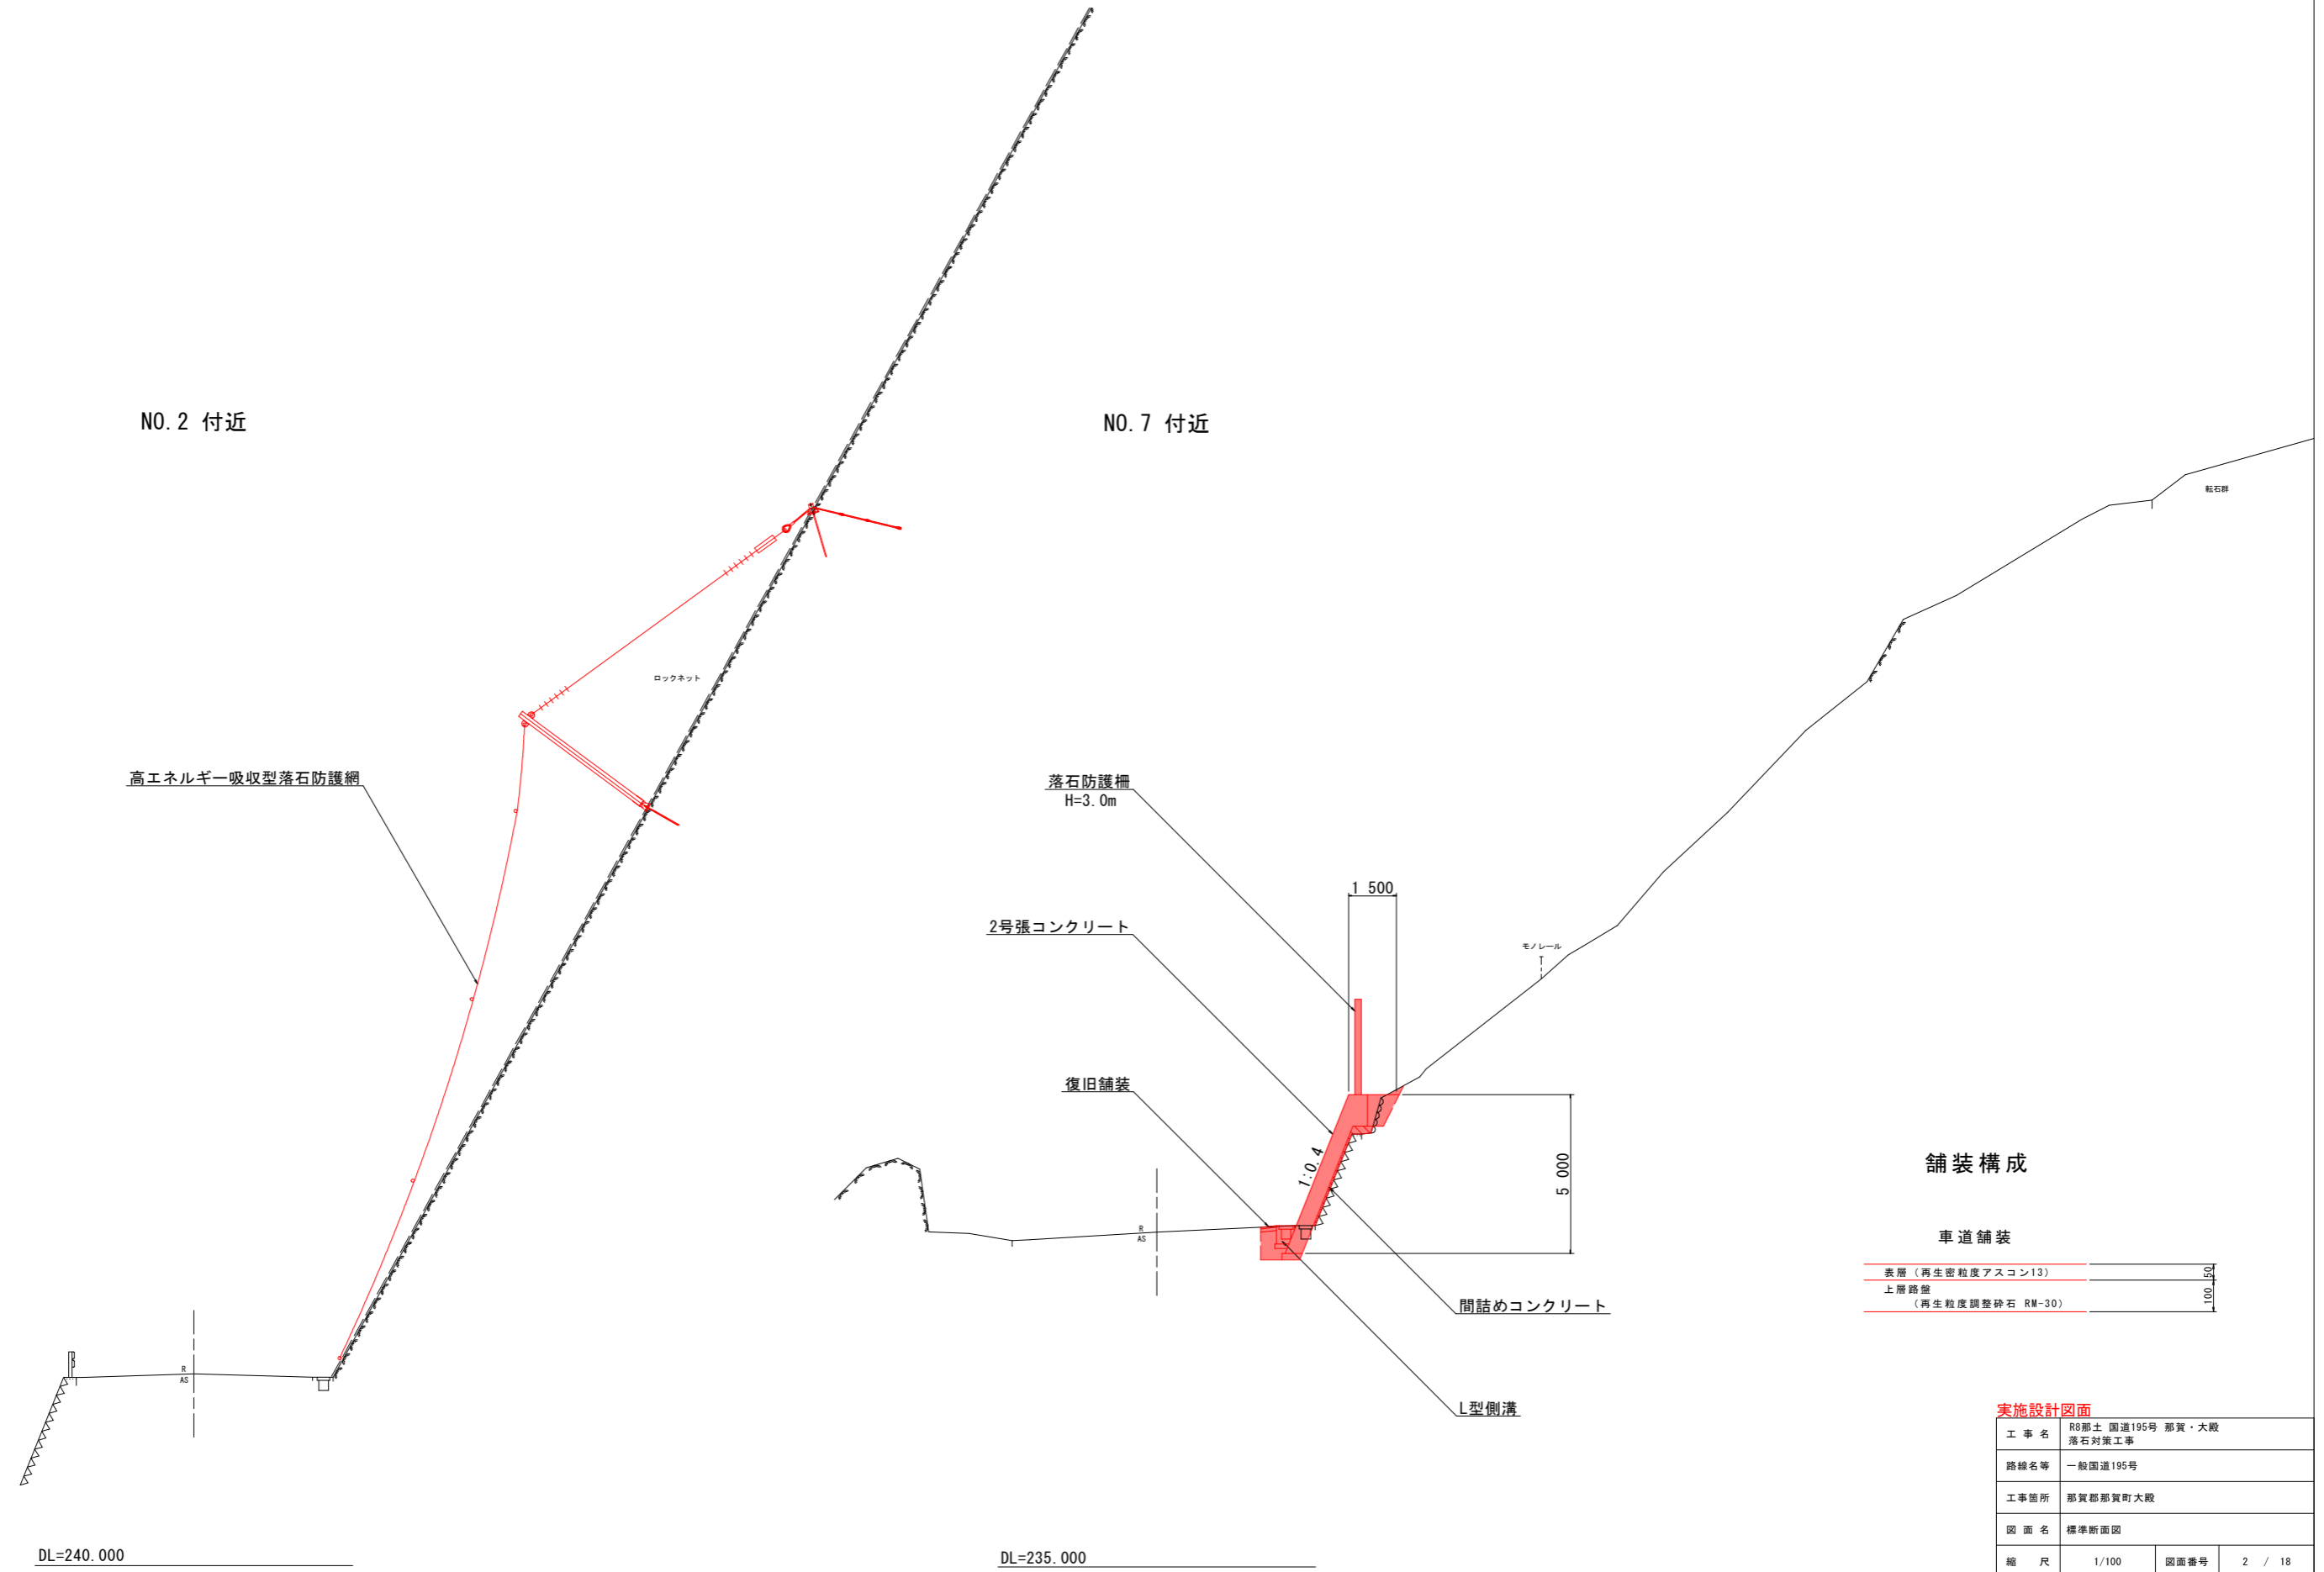 NO.2 付近
NO.7 付近
転石群
ロックネット
高エネルギー吸収型落石防護網
落石防護柵
H=3.0m
1 500
2号張コンクリート
モノレール
復旧舗装
1:0.4
5 000
舗装構成
R
AS
車道舗装
表層（再生密粒度アスコン13）
50
上層路盤
（再生粒度調整砕石 RM-30）
100
間詰めコンクリート
R
AS
L型側溝
実施設計図面
工 事 名
R8那土 国道195号 那賀・大殿
落石対策工事
路線名等
一般国道195号
工事箇所
那賀郡那賀町大殿
図 面 名
標準断面図
縮 尺
1/100
図面番号
2 / 18
DL=240.000
DL=235.000